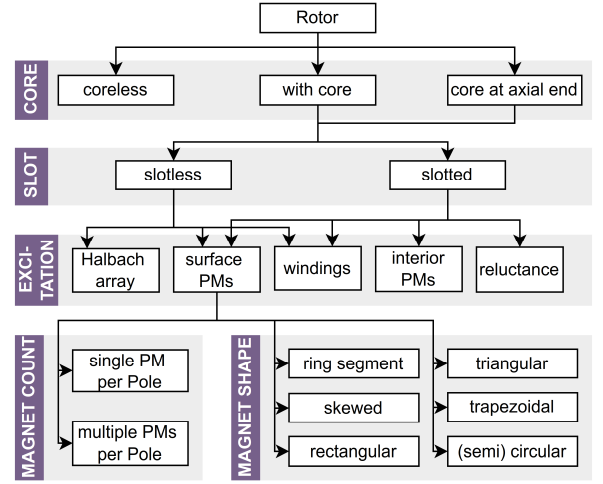 Rotor
CORE
coreless
with core
core at axial end
SLOT
slotless
slotted
EXCI-
TATION
Halbach
array
surface
PMs
windings
interior
PMs
reluctance
MAGNET COUNT
single PM
per Pole
multiple PMs
per Pole
MAGNET SHAPE
ring segment
triangular
skewed
trapezoidal
rectangular
(semi) circular